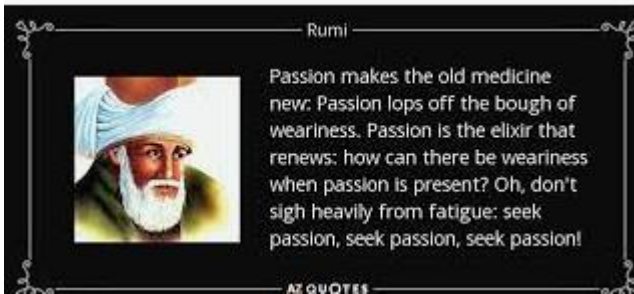 Rumi
Passion makes the old medicine
new: Passion lops off the bough of
weariness. Passion is the elixir that
renews: how can there be weariness
when passion is present? Oh, don't
sigh heavily from fatigue: seek
passion, seek passion, seek passion!
AZ QUOTES